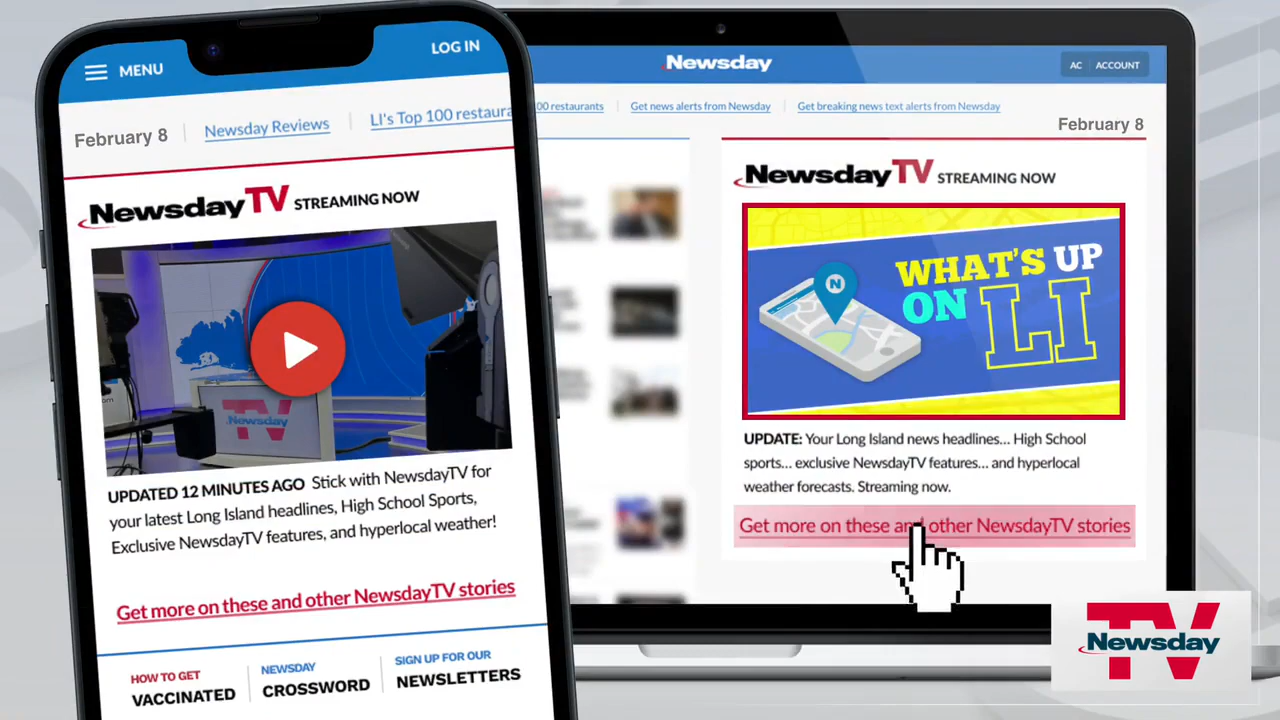 MENU
LOG IN
February 8
Newsday Reviews
LI's Top 100 restaura
NewsdayTV STREAMING NOW
TV
Newsday
UPDATED 12 MINUTES AGO Stick with NewsdayTV for
your latest Long Island headlines, High School Sports,
Exclusive NewsdayTV features, and hyperlocal weather!
Get more on these and other NewsdayTV stories
HOW TO GET
VACCINATED
NEWSDAY
CROSSWORD
SIGN UP FOR OUR
NEWSLETTERS
Newsday
AC ACCOUNT
00 restaurants
Get news alerts from Newsday
Get breaking news text alerts from Newsday
February 8
NewsdayTV STREAMING NOW
N
WHAT'S UP
ON LI
UPDATE: Your Long Island news headlines... High School
sports... exclusive NewsdayTV features... and hyperlocal
weather forecasts. Streaming now.
Get more on these and other NewsdayTV stories
TV
Newsday